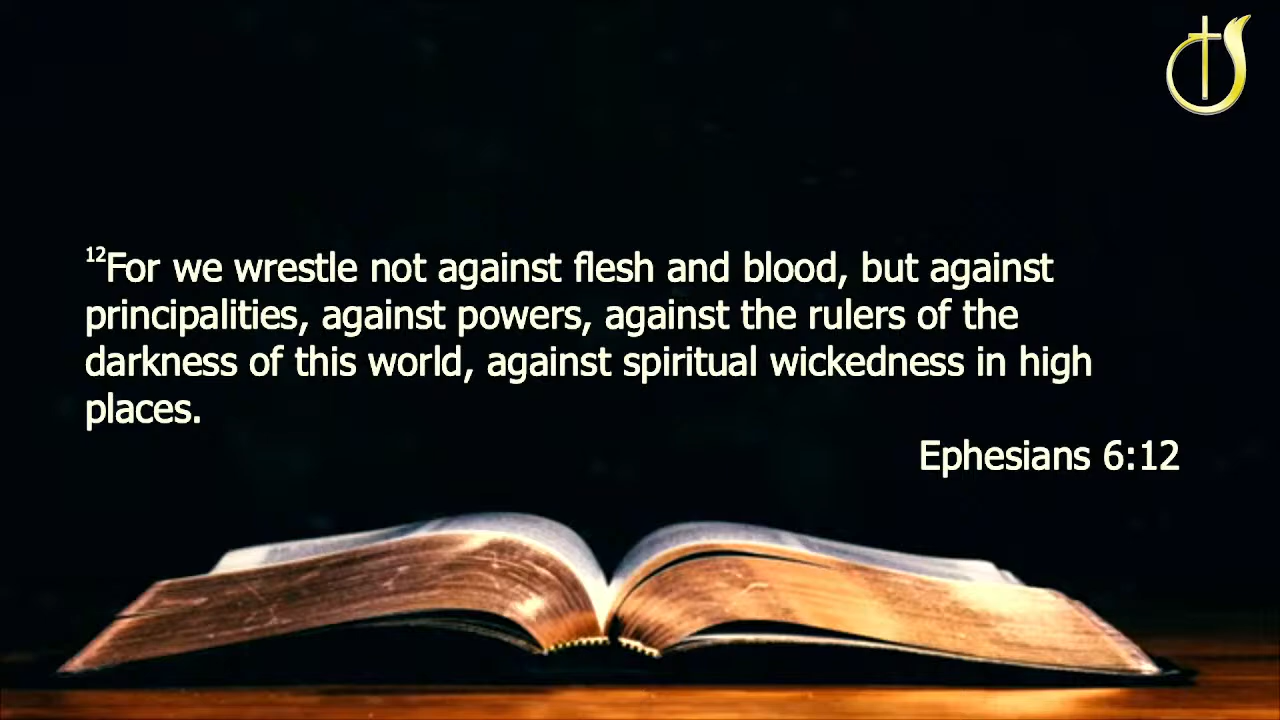 12For we wrestle not against flesh and blood, but against
principalities, against powers, against the rulers of the
darkness of this world, against spiritual wickedness in high
places.
Ephesians 6:12